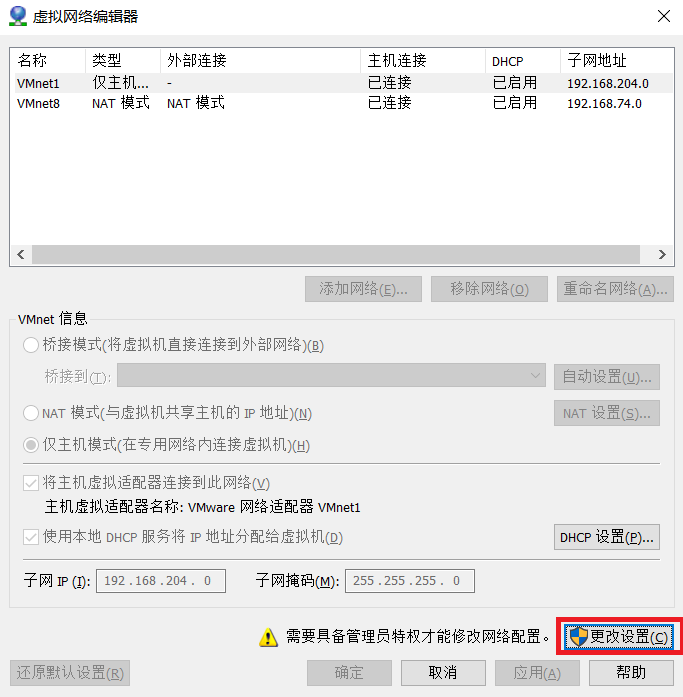 虚拟网络编辑器
名称 类型 外部连接 主机连接 DHCP 子网地址
VMnet1 仅主机... - 已连接 已启用 192.168.204.0
VMnet8 NAT 模式 NAT 模式 已连接 已启用 192.168.74.0
添加网络(E)... 移除网络(O) 重命名网络(A)...
VMnet 信息
桥接模式(将虚拟机直接连接到外部网络)(B)
桥接到(T): 自动设置(U)...
NAT 模式(与虚拟机共享主机的 IP 地址)(N) NAT 设置(S)...
仅主机模式(在专用网络内连接虚拟机)(H)
将主机虚拟适配器连接到此网络(V)
主机虚拟适配器名称: VMware 网络适配器 VMnet1
使用本地 DHCP 服务将 IP 地址分配给虚拟机(D) DHCP 设置(P)...
子网 IP (I): 192.168.204.0 子网掩码(M): 255.255.255.0
需要具备管理员特权才能修改网络配置。 更改设置(C)
还原默认设置(R) 确定 取消 应用(A) 帮助